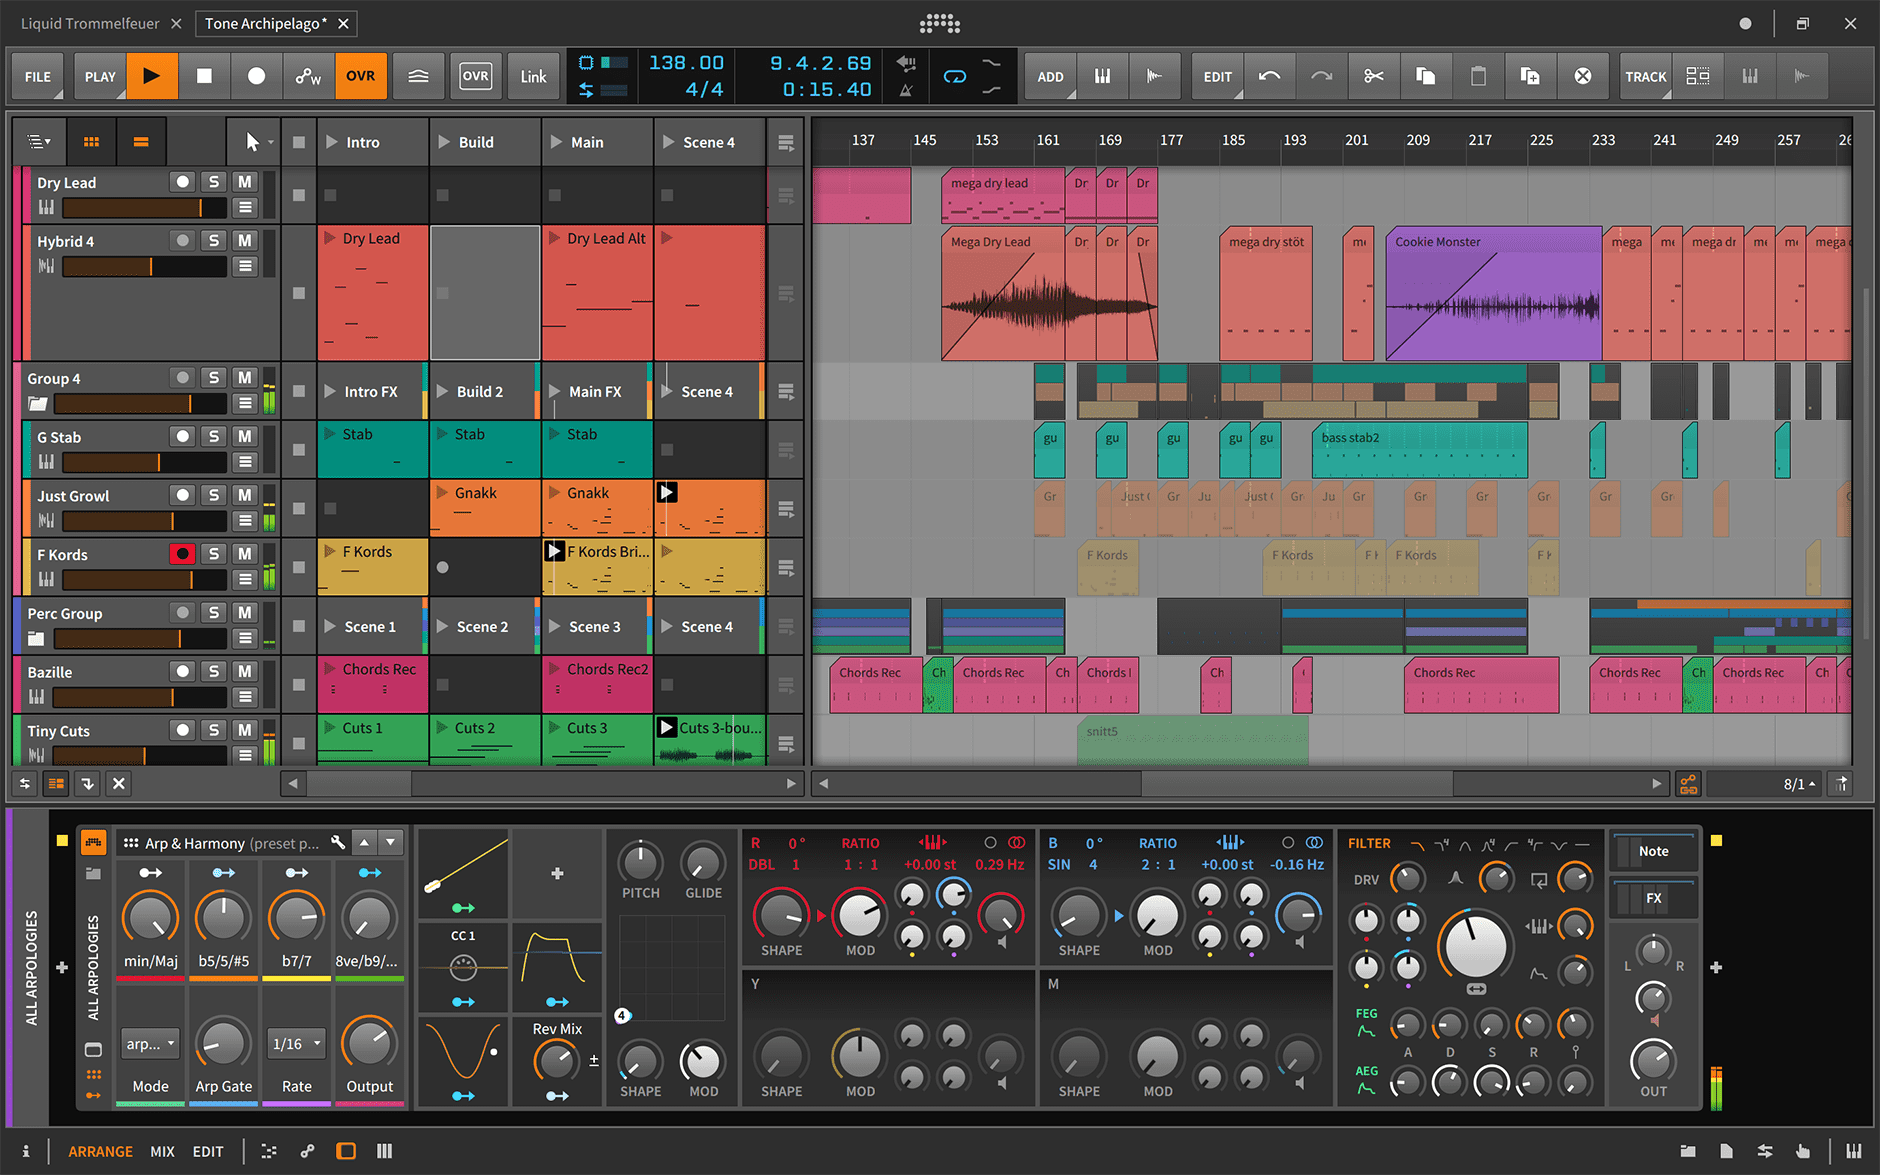 Liquid Trommelfeuer
Tone Archipelago*
FILE PLAY OVR OVR Link 138.00 9.4.2.69 ADD EDIT TRACK
4/4 0:15.40
Intro Build Main Scene 4
137 145 153 161 169 177 185 193 201 209 217 225 233 241 249 257
Dry Lead S M
mega dry lead Dr Dr Dr
Hybrid 4 S M
Dry Lead Dry Lead Alt
Mega Dry Lead Dr Dr Dr mega dry stöt Cookie Monster mega
Group 4 S M
Intro FX Build 2 Main FX Scene 4
G Stab S M
Stab Stab Stab
gu gu gu gu gu bass stab2
Just Growl S M
Gnakk Gnakk
Gr Gr Ju Gr Ju Gr Gr Gr Gr Gr
F Kords S M
F Kords F Kords Bri...
F Kords F Kords F Kords
Perc Group S M
Scene 1 Scene 2 Scene 3 Scene 4
Bazille S M
Chords Rec Chords Rec2
Chords Rec Ch Chords Rec Ch Chords Ch Chords Rec Chords Rec Ch Chords Rec Ch
Tiny Cuts S M
Cuts 1 Cuts 2 Cuts 3 Cuts 3-bou...
snitt5
8/1
ALL ARPOLOGIES
ALL ARPOLOGIES
Arp & Harmony (preset p...
min/Maj b5/5/#5 b7/7 8ve/b9/...
arp... 1/16
Mode Arp Gate Rate Output
CC 1
Rev Mix
PITCH GLIDE
4
SHAPE MOD
R 0° RATIO
DBL 1 1 : 1 +0.00 st 0.29 Hz
SHAPE MOD
B 0° RATIO
SIN 4 2 : 1 +0.00 st -0.16 Hz
SHAPE MOD
Y
SHAPE MOD
M
SHAPE MOD
FILTER
DRV
FEG
A D S R
AEG
Note
FX
L R
OUT
i ARRANGE MIX EDIT